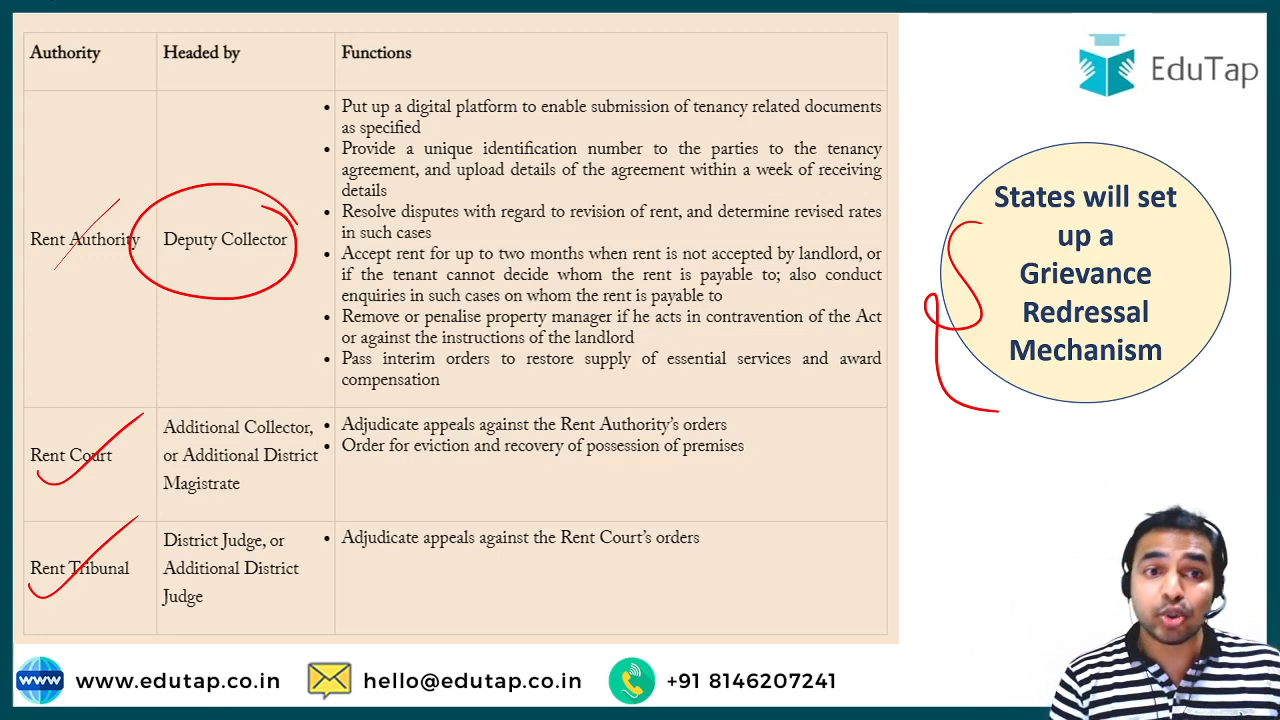 Authority
Headed by
Functions
Rent Authority
Deputy Collector
• Put up a digital platform to enable submission of tenancy related documents
as specified
• Provide a unique identification number to the parties to the tenancy
agreement, and upload details of the agreement within a week of receiving
details
• Resolve disputes with regard to revision of rent, and determine revised rates
in such cases
• Accept rent for up to two months when rent is not accepted by landlord, or
if the tenant cannot decide whom the rent is payable to; also conduct
enquiries in such cases on whom the rent is payable to
• Remove or penalise property manager if he acts in contravention of the Act
or against the instructions of the landlord
• Pass interim orders to restore supply of essential services and award
compensation
Rent Court
Additional Collector,
or Additional District
Magistrate
• Adjudicate appeals against the Rent Authority’s orders
• Order for eviction and recovery of possession of premises
Rent Tribunal
District Judge, or
Additional District
Judge
• Adjudicate appeals against the Rent Court’s orders
EduTap
States will set
up a
Grievance
Redressal
Mechanism
www
www.edutap.co.in
hello@edutap.co.in
+91 8146207241